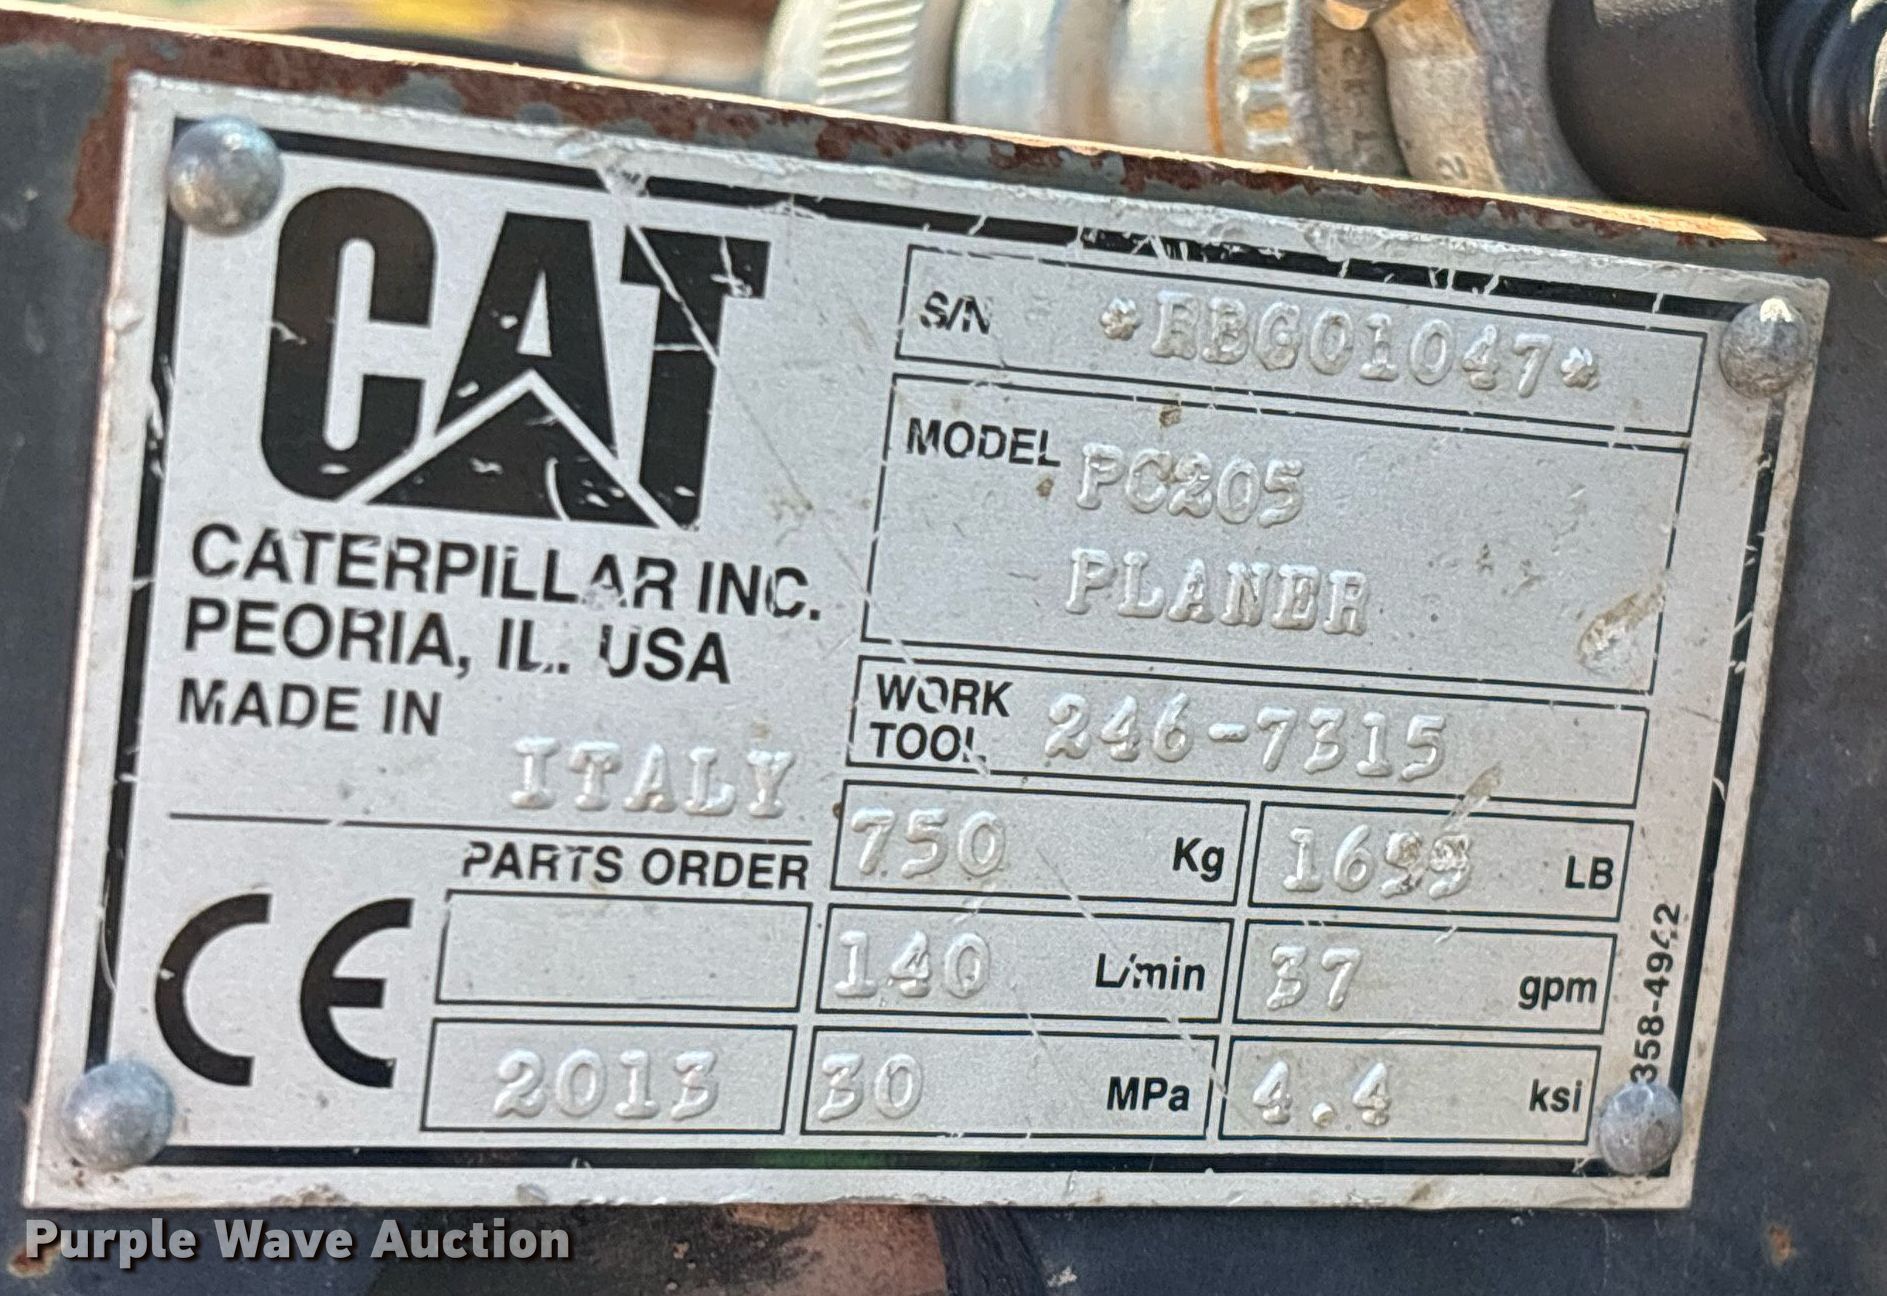 CAT
CATERPILLAR INC.
PEORIA, IL. USA
MADE IN
ITALY
PARTS ORDER
CE
2013
S/N *RBG01047*
MODEL PC205
PLANER
WORK TOOL 246-7315
750 Kg LB
140 L/min 37 gpm
30 MPa 4.4 ksi
358-4942
Purple Wave Auction